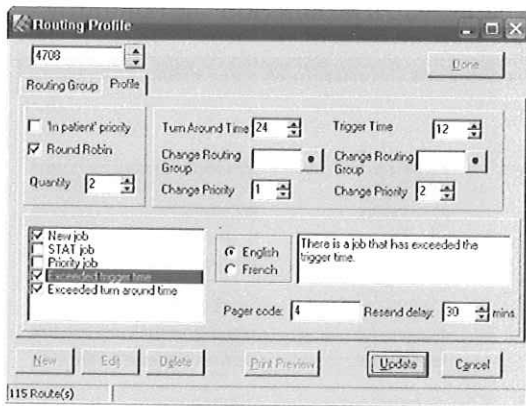 Routing Profile
4708
Done
Routing Group Profile
'In patient' priority
Round Robin
Quantity 2
Turn Around Time 24
Change Routing
Group
Change Priority 1
Trigger Time 12
Change Routing
Group
Change Priority 2
New job
STAT job
Priority job
Exceeded trigger time
Exceeded turn around time
English
French
There is a job that has exceeded the
trigger time.
Pager code: 4 Resend delay: 30 mins
New Edit Delete Print Preview Update Cancel
115 Route(s)